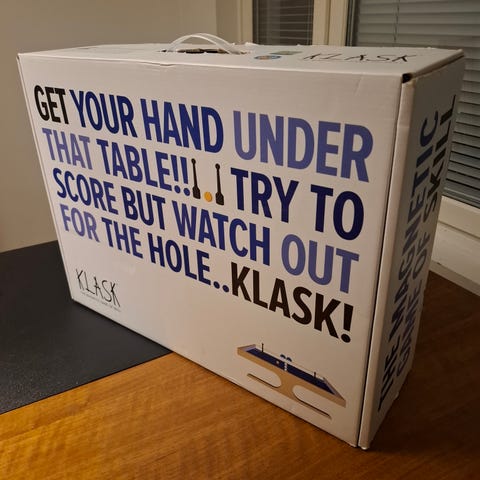 KLASK
GET YOUR HAND UNDER
THAT TABLE!! TRY TO
SCORE BUT WATCH OUT
FOR THE HOLE..KLASK!
KLASK
THE MAGNETIC
GAME OF SKILL